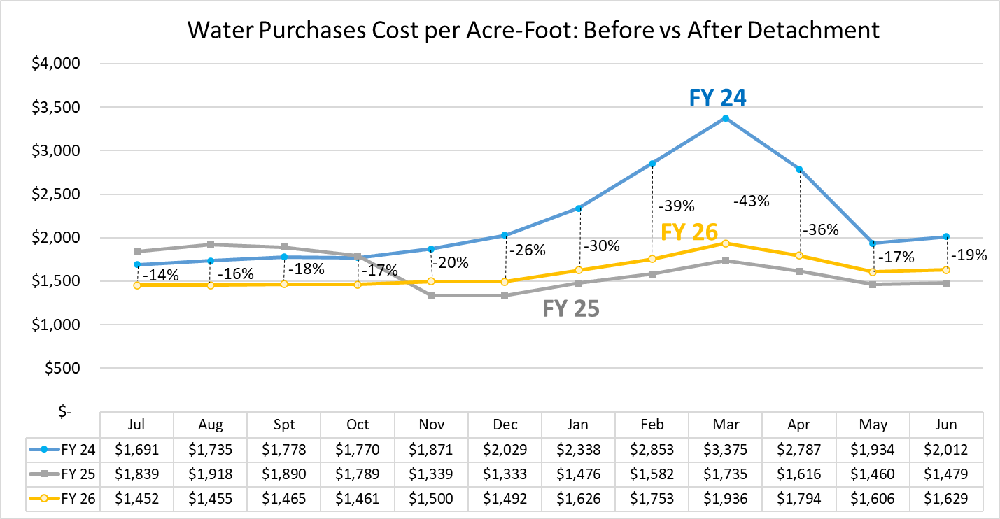 Water Purchases Cost per Acre-Foot: Before vs After Detachment
$4,000
$3,500
$3,000
$2,500
$2,000
$1,500
$1,000
$500
$-
FY 24
FY 26
FY 25
-14%
-16%
-18%
-17%
-20%
-26%
-30%
-39%
-43%
-36%
-17%
-19%
Jul Aug Spt Oct Nov Dec Jan Feb Mar Apr May Jun
FY 24 $1,691 $1,735 $1,778 $1,770 $1,871 $2,029 $2,338 $2,853 $3,375 $2,787 $1,934 $2,012
FY 25 $1,839 $1,918 $1,890 $1,789 $1,339 $1,333 $1,476 $1,582 $1,735 $1,616 $1,460 $1,479
FY 26 $1,452 $1,455 $1,465 $1,461 $1,500 $1,492 $1,626 $1,753 $1,936 $1,794 $1,606 $1,629